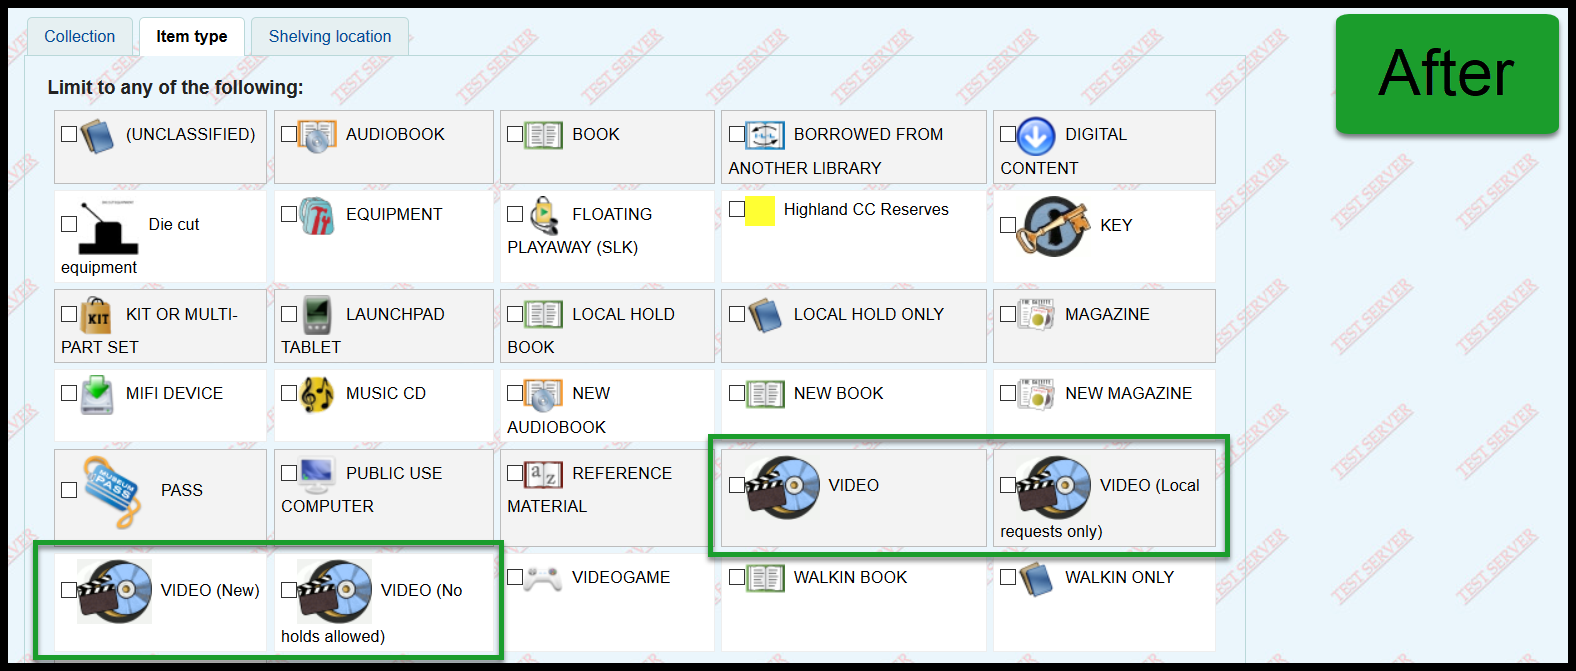 Collection Item type Shelving location
After
Limit to any of the following:
(UNCLASSIFIED)
AUDIOBOOK
BOOK
BORROWED FROM
ANOTHER LIBRARY
DIGITAL
CONTENT
Die cut
equipment
EQUIPMENT
FLOATING
PLAYAWAY (SLK)
Highland CC Reserves
KEY
KIT
KIT OR MULTI-
PART SET
LAUNCHPAD
TABLET
LOCAL HOLD
BOOK
LOCAL HOLD ONLY
MAGAZINE
MIFI DEVICE
MUSIC CD
NEW
AUDIOBOOK
NEW BOOK
NEW MAGAZINE
MUSEUM
PASS
PASS
PUBLIC USE
COMPUTER
a z
REFERENCE
MATERIAL
VIDEO
VIDEO (Local
requests only)
VIDEO (New)
VIDEO (No
holds allowed)
VIDEOGAME
WALKIN BOOK
WALKIN ONLY
TEST SERVER